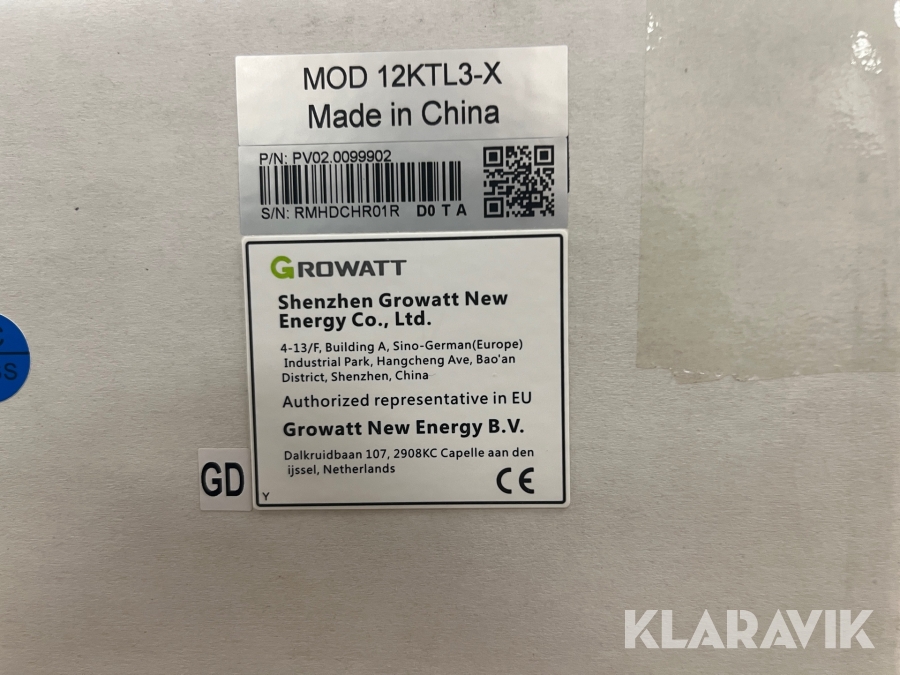 MOD 12KTL3-X
Made in China
P/N: PV02.0099902
S/N: RMHDCHR01R D0 T A
GROWATT
Shenzhen Growatt New
Energy Co., Ltd.
4-13/F, Building A, Sino-German(Europe)
Industrial Park, Hangcheng Ave, Bao'an
District, Shenzhen, China
Authorized representative in EU
Growatt New Energy B.V.
Dalkruidbaan 107, 2908KC Capelle aan den
ijssel, Netherlands
CE
GD
Y
KLARAVIK